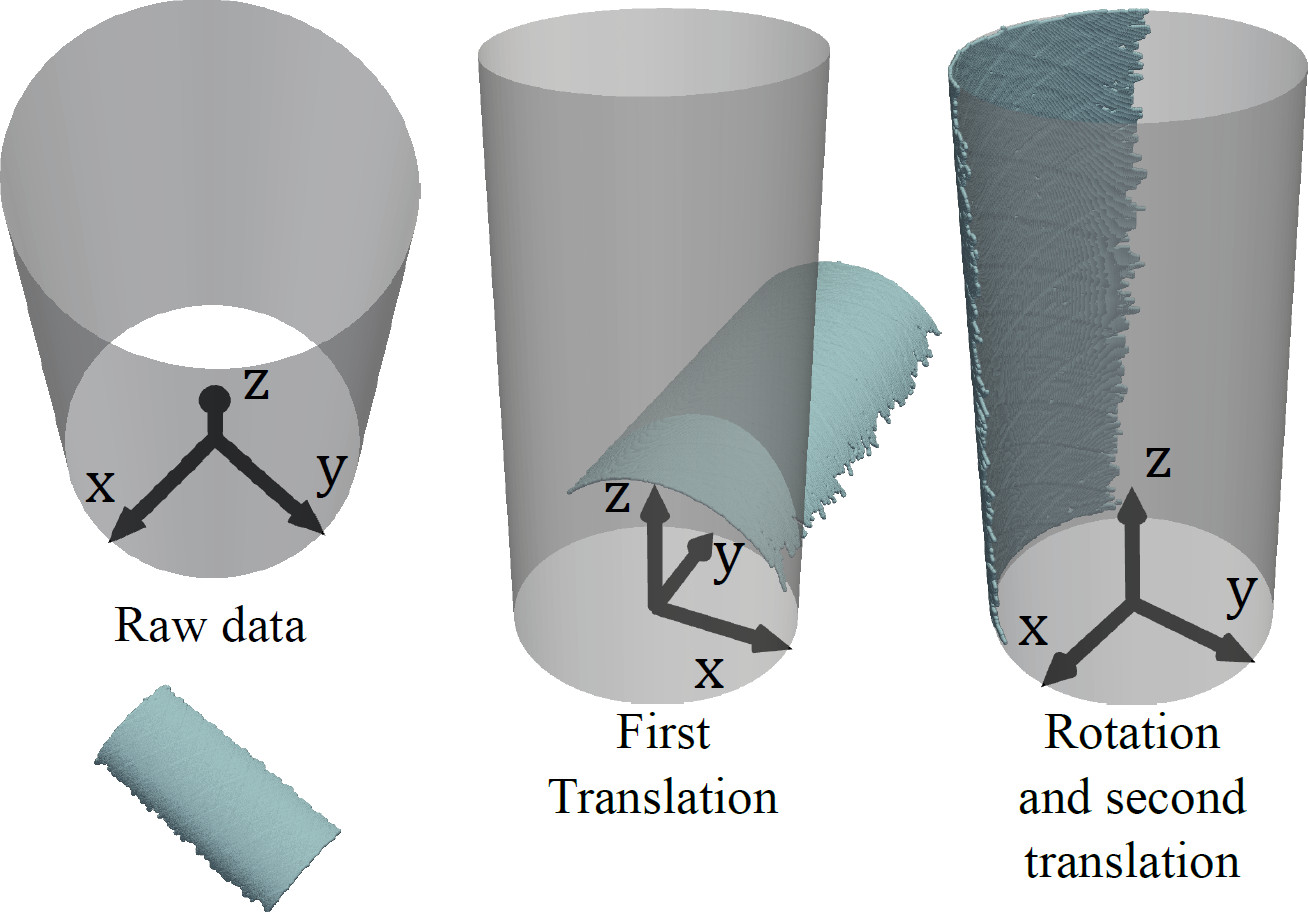 z
x
y
Raw data
z
y
x
First
Translation
z
x
y
Rotation
and second
translation